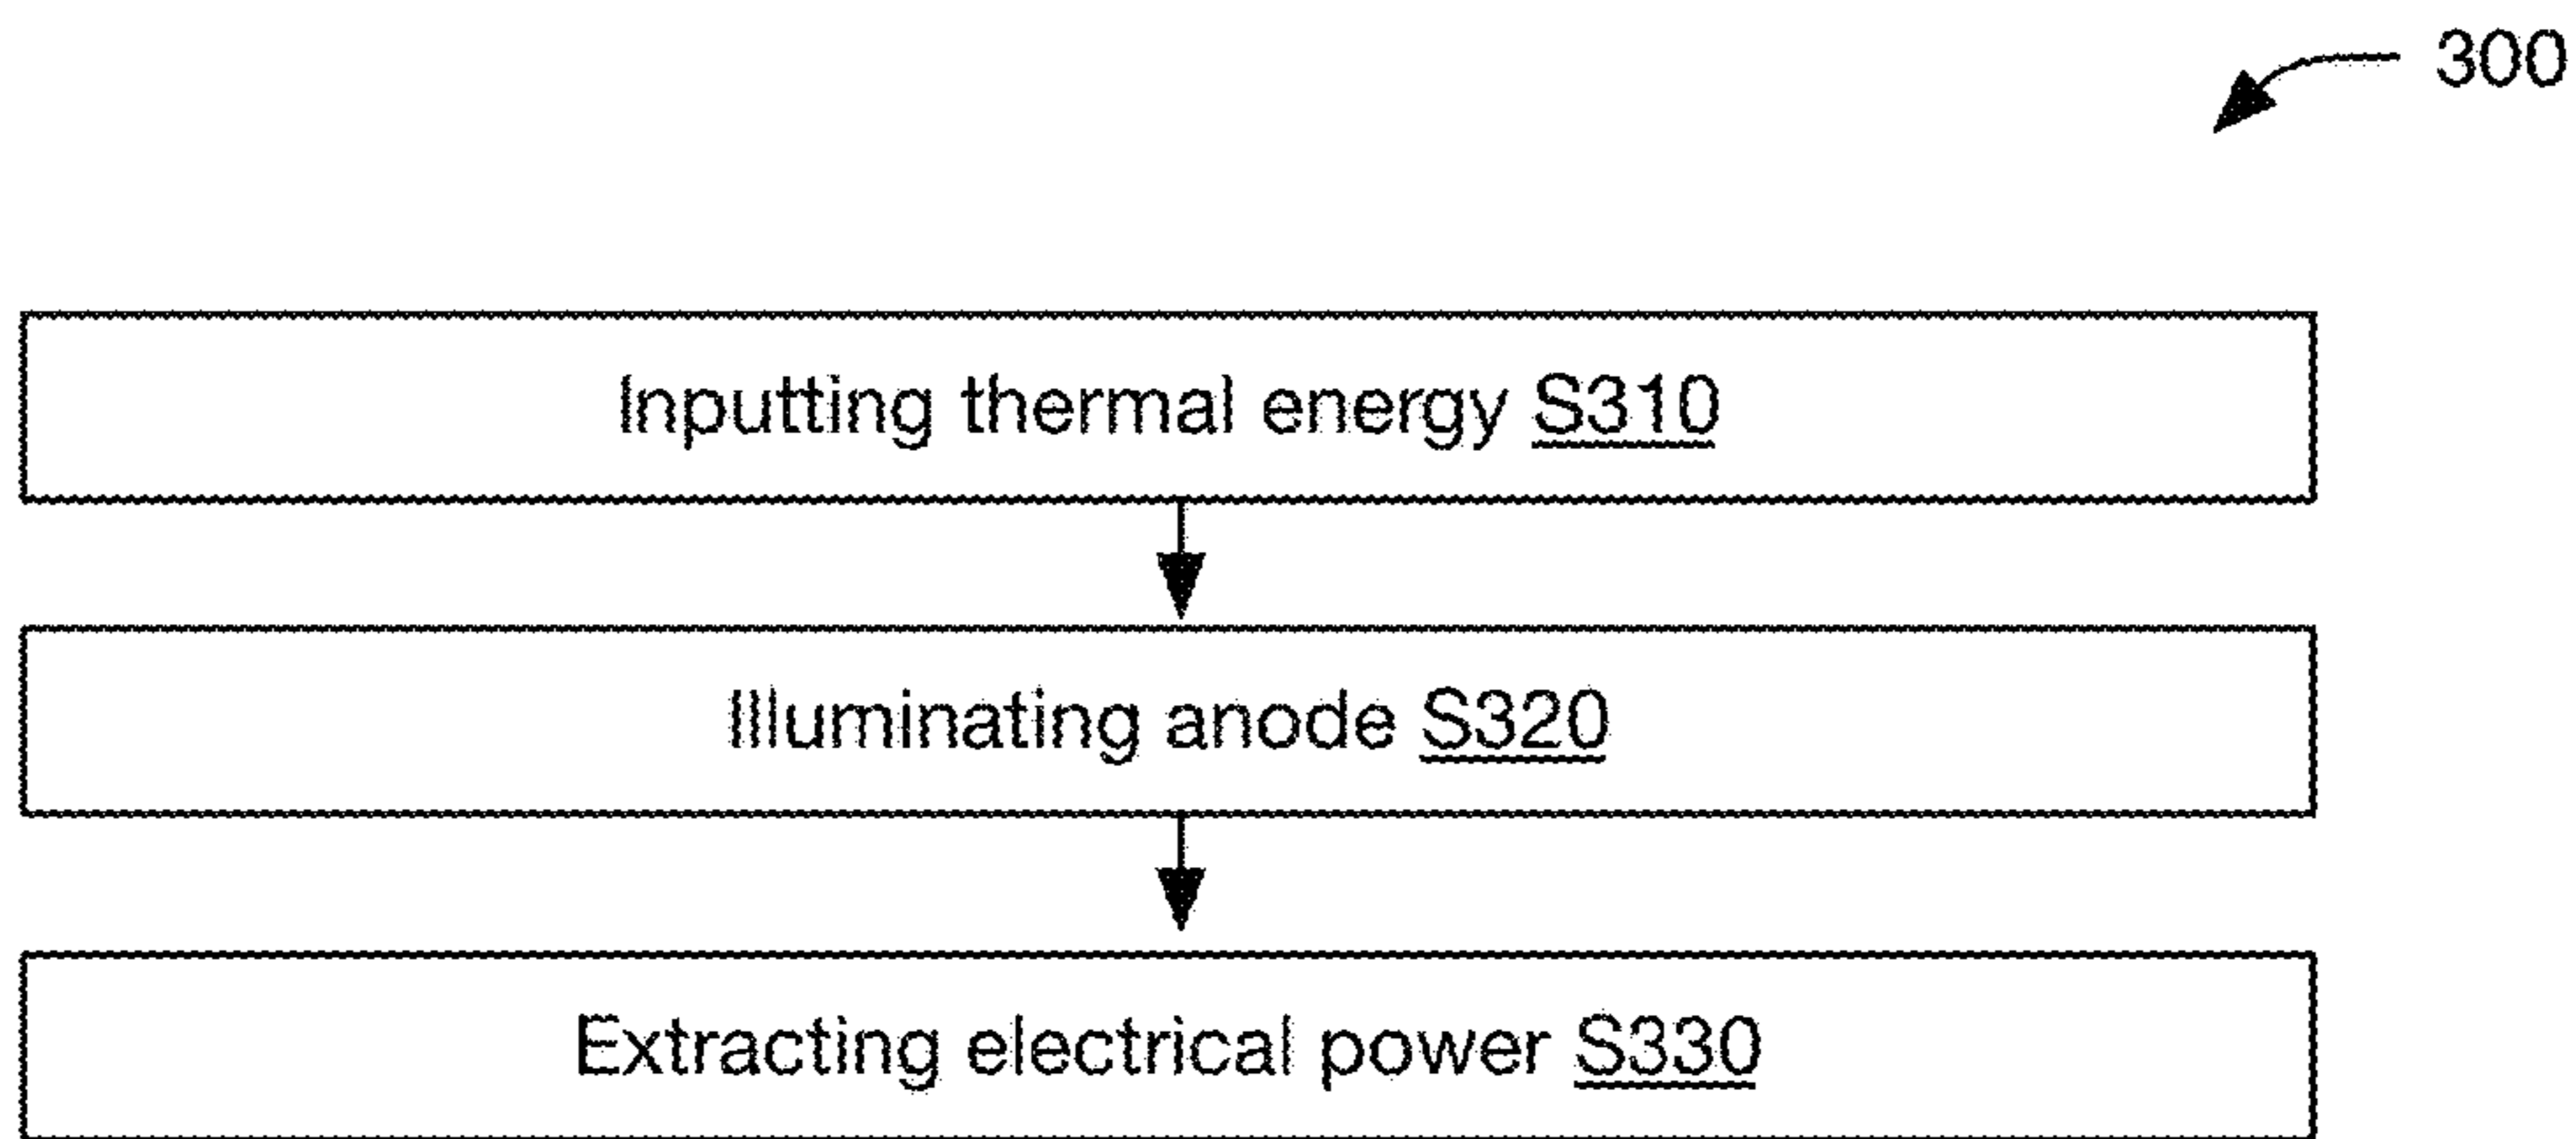 300
Inputting thermal energy S310
Illuminating anode S320
Extracting electrical power S330